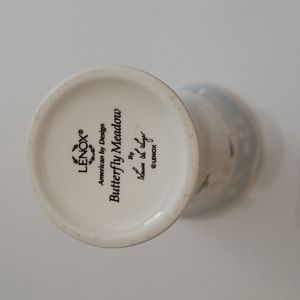 LENOX®
American by Design
Butterfly Meadow
By
© LENOX